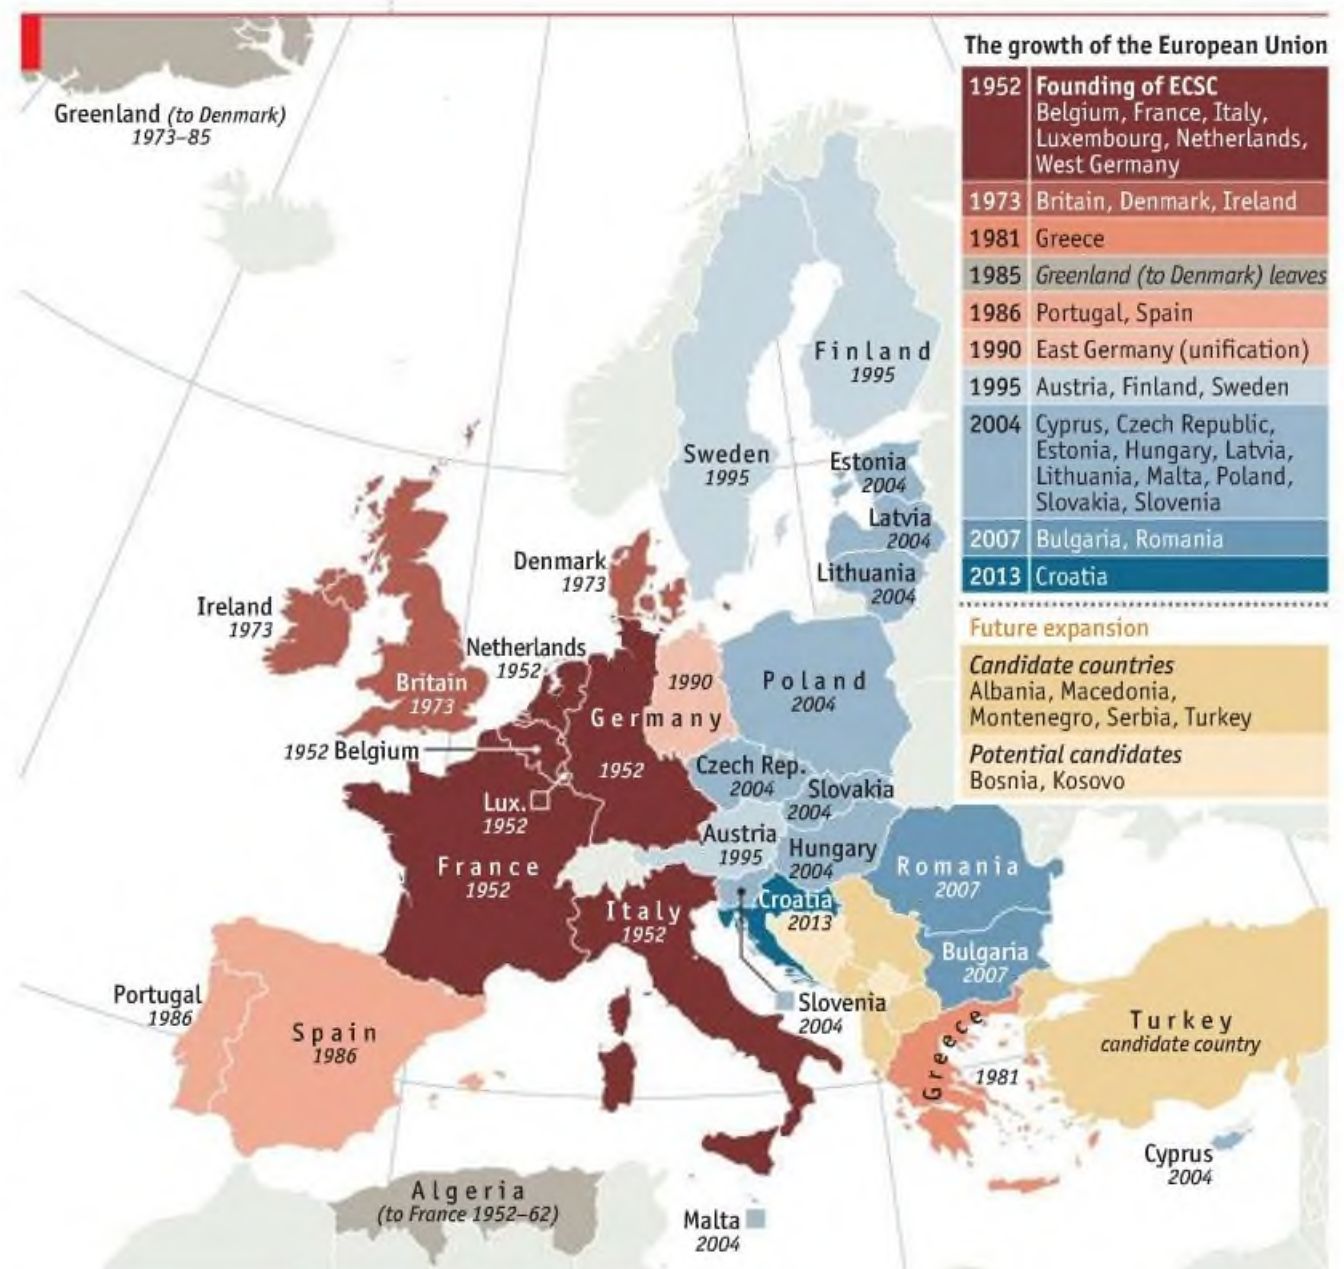 The growth of the European Union
1952 Founding of ECSC
Belgium, France, Italy,
Luxembourg, Netherlands,
West Germany
1973 Britain, Denmark, Ireland
1981 Greece
1985 Greenland (to Denmark) leaves
1986 Portugal, Spain
1990 East Germany (unification)
1995 Austria, Finland, Sweden
2004 Cyprus, Czech Republic,
Estonia, Hungary, Latvia,
Lithuania, Malta, Poland,
Slovakia, Slovenia
2007 Bulgaria, Romania
2013 Croatia
Future expansion
Candidate countries
Albania, Macedonia,
Montenegro, Serbia, Turkey
Potential candidates
Bosnia, Kosovo
Greenland (to Denmark)
1973–85
Finland
1995
Sweden
1995
Estonia
2004
Latvia
2004
Lithuania
2004
Denmark
1973
Ireland
1973
Britain
1973
Netherlands
1952
1990
Germany
1952
Poland
2004
1952 Belgium
Lux.
1952
Czech Rep.
2004
Slovakia
2004
Austria
1995
Hungary
2004
France
1952
Italy
1952
Croatia
2013
Romania
2007
Bulgaria
2007
Slovenia
2004
Portugal
1986
Spain
1986
Greece
1981
Turkey
candidate country
Cyprus
2004
Algeria
(to France 1952–62)
Malta
2004